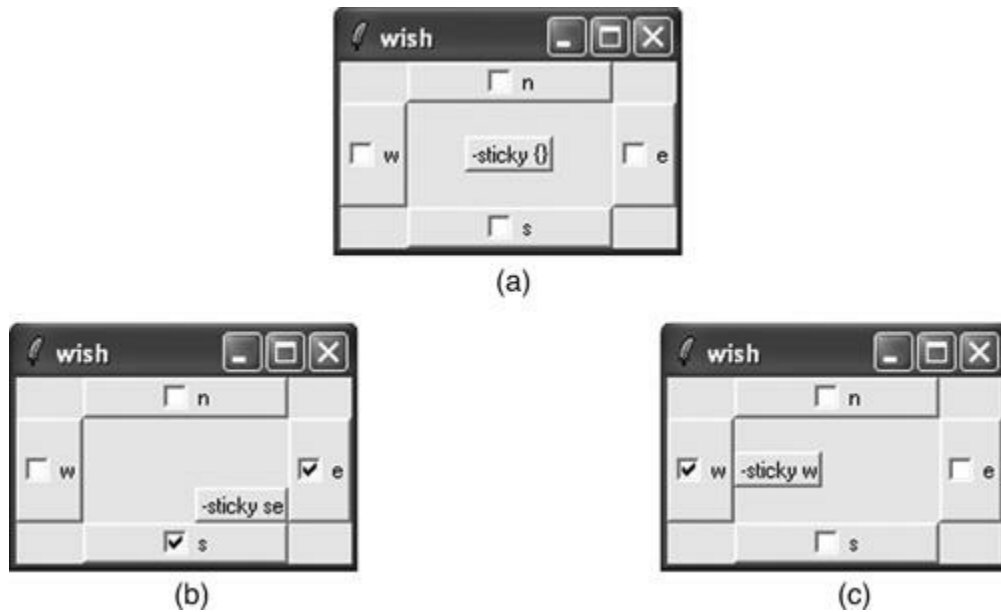 wish
n
w -sticky {} e
s
(a)
wish
n
w e
-sticky se
s
(b)
wish
n
w -sticky w e
s
(c)